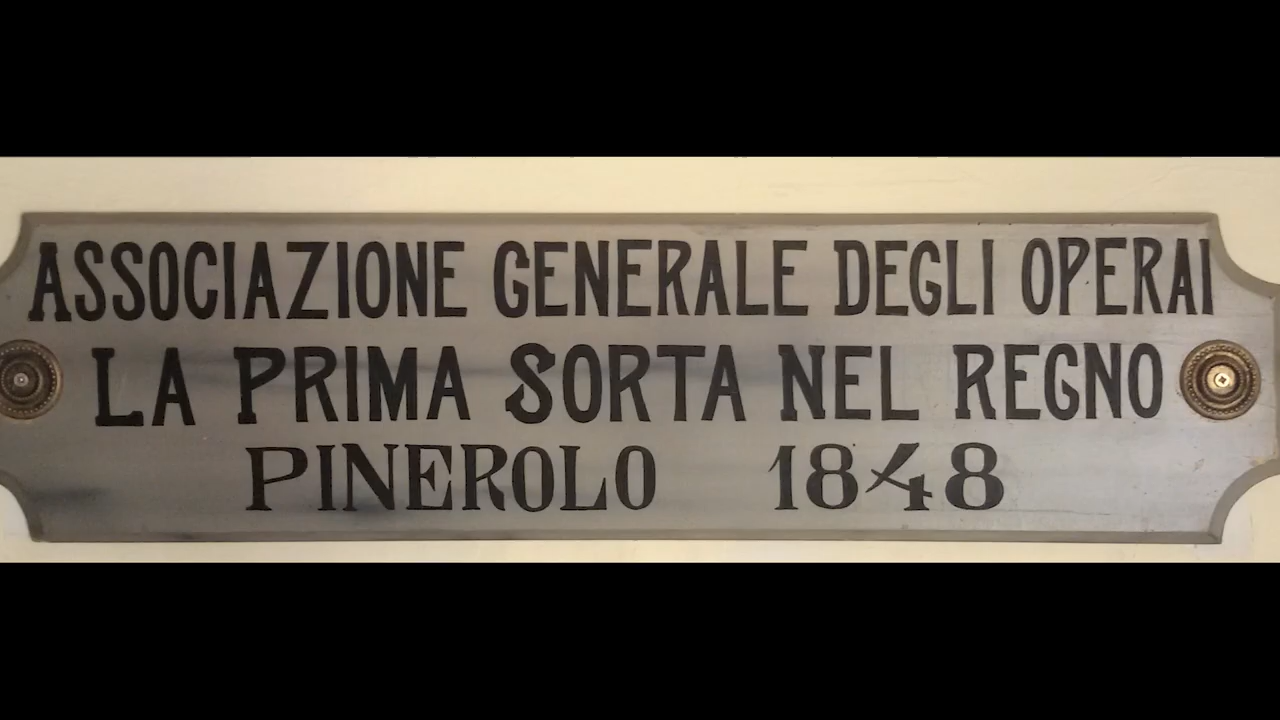 ASSOCIAZIONE GENERALE DEGLI OPERAI
LA PRIMA SORTA NEL REGNO
PINEROLO 1848